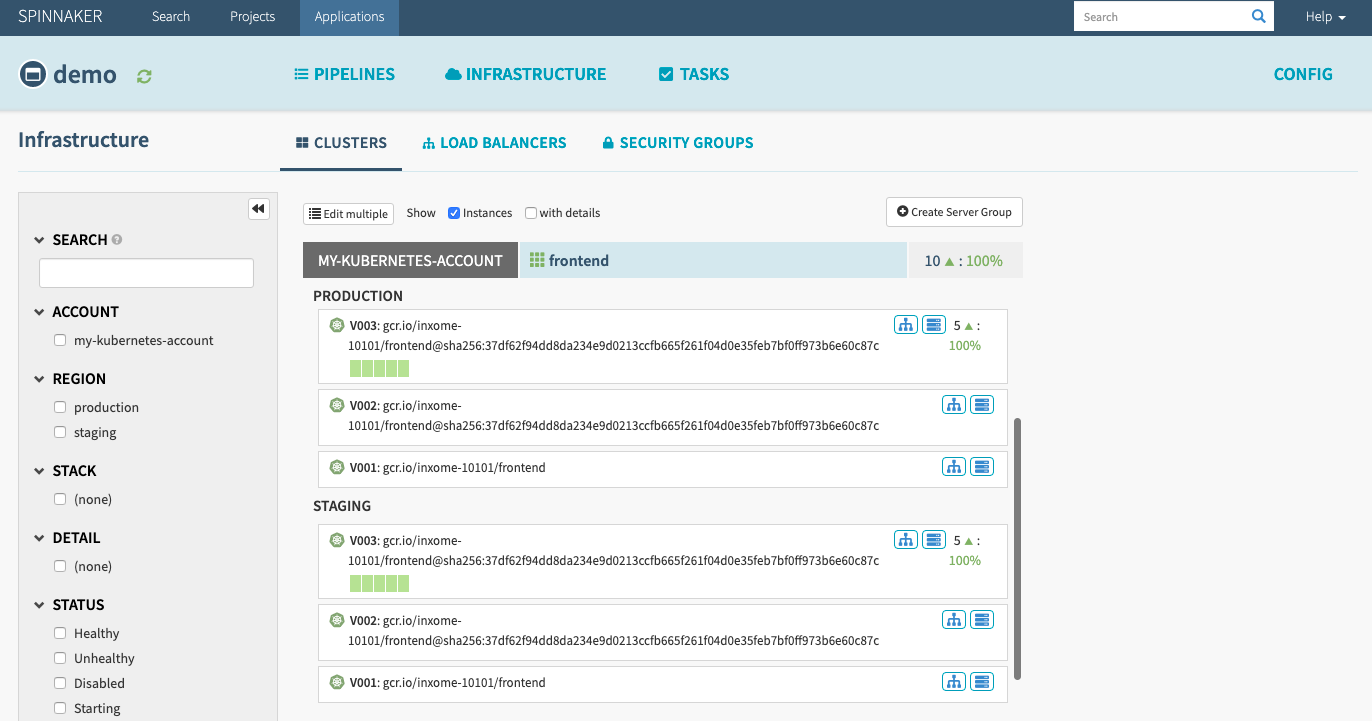 SPINNAKER Search Projects Applications Search Help
demo PIPELINES INFRASTRUCTURE TASKS CONFIG
Infrastructure CLUSTERS LOAD BALANCERS SECURITY GROUPS
SEARCH
ACCOUNT
my-kubernetes-account
REGION
production
staging
STACK
(none)
DETAIL
(none)
STATUS
Healthy
Unhealthy
Disabled
Starting
Edit multiple Show Instances with details Create Server Group
MY-KUBERNETES-ACCOUNT frontend 10 : 100%
PRODUCTION
V003: gcr.io/inxome- 5 :
10101/frontend@sha256:37df62f94dd8da234e9d0213ccfb665f261f04d0e35feb7bf0ff973b6e60c87c 100%
V002: gcr.io/inxome-
10101/frontend@sha256:37df62f94dd8da234e9d0213ccfb665f261f04d0e35feb7bf0ff973b6e60c87c
V001: gcr.io/inxome-10101/frontend
STAGING
V003: gcr.io/inxome- 5 :
10101/frontend@sha256:37df62f94dd8da234e9d0213ccfb665f261f04d0e35feb7bf0ff973b6e60c87c 100%
V002: gcr.io/inxome-
10101/frontend@sha256:37df62f94dd8da234e9d0213ccfb665f261f04d0e35feb7bf0ff973b6e60c87c
V001: gcr.io/inxome-10101/frontend